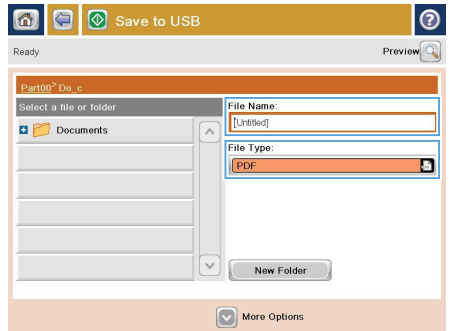 Save to USB
?
Ready
Preview
Part00> Do_c
Select a file or folder
Documents
File Name:
[Untitled]
File Type:
PDF
New Folder
More Options